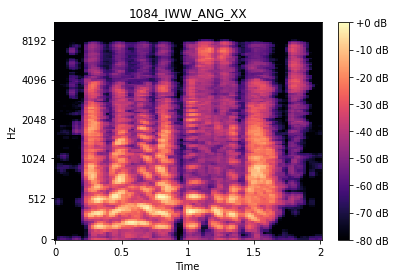 1084_IWW_ANG_XX
+0 dB
8192
-10 dB
4096
-20 dB
-30 dB
2048
Hz
-40 dB
1024
-50 dB
512
-60 dB
-70 dB
0
-80 dB
0 0.5 1 1.5 2
Time